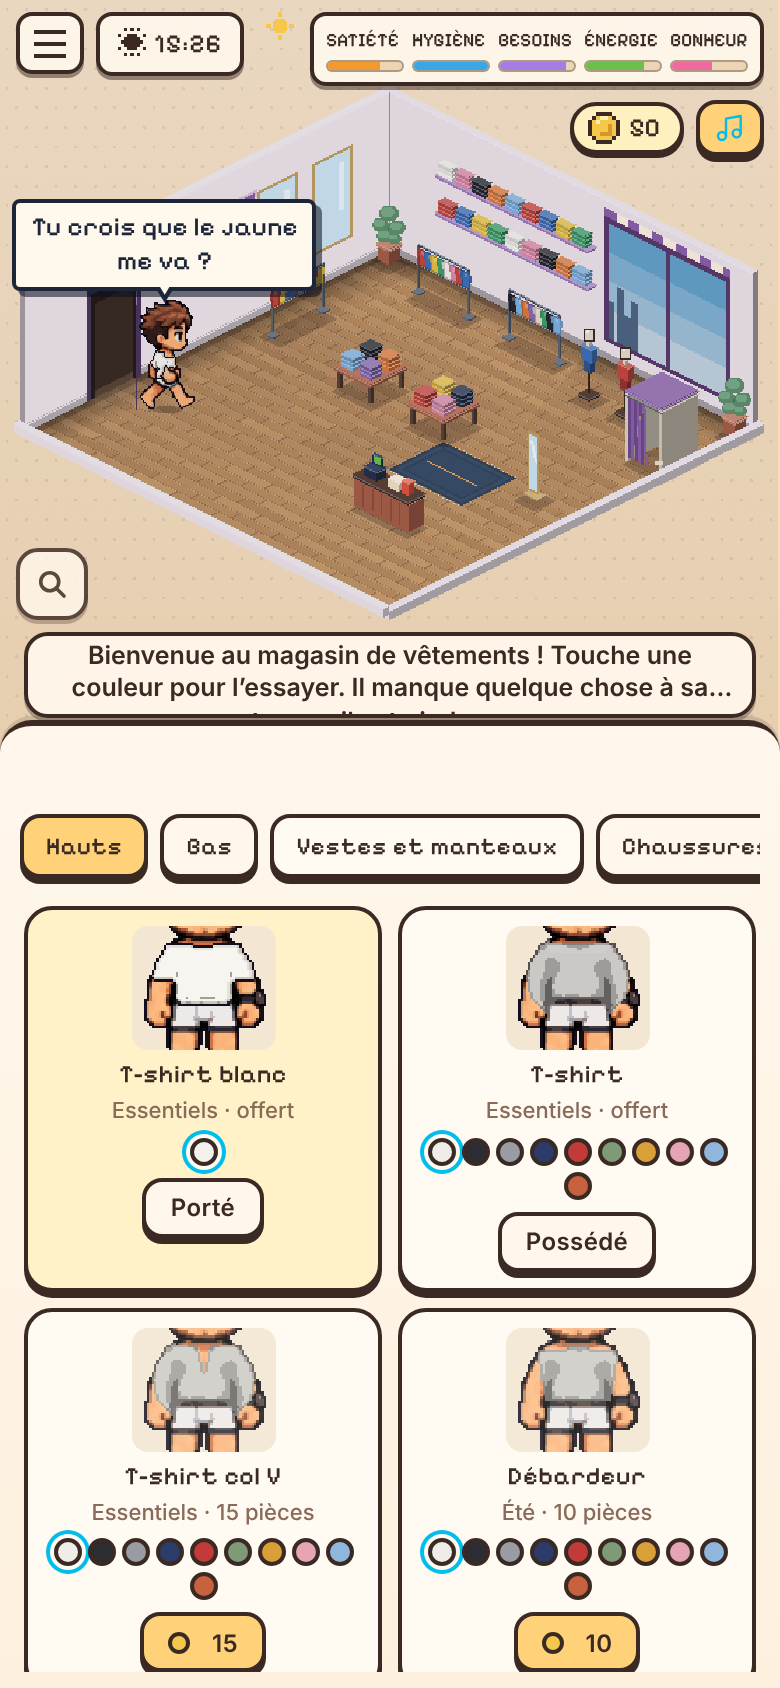 18:26
SATIÉTÉ HYGIÈNE BESOINS ÉNERGIE BONHEUR
80
Tu crois que le jaune
me va ?
Bienvenue au magasin de vêtements ! Touche une
couleur pour l’essayer. Il manque quelque chose à sa…
Hauts Bas Vestes et manteaux Chaussures
T-shirt blanc
Essentiels · offert
Porté
T-shirt
Essentiels · offert
Possédé
T-shirt col V
Essentiels · 15 pièces
15
Débardeur
Été · 10 pièces
10